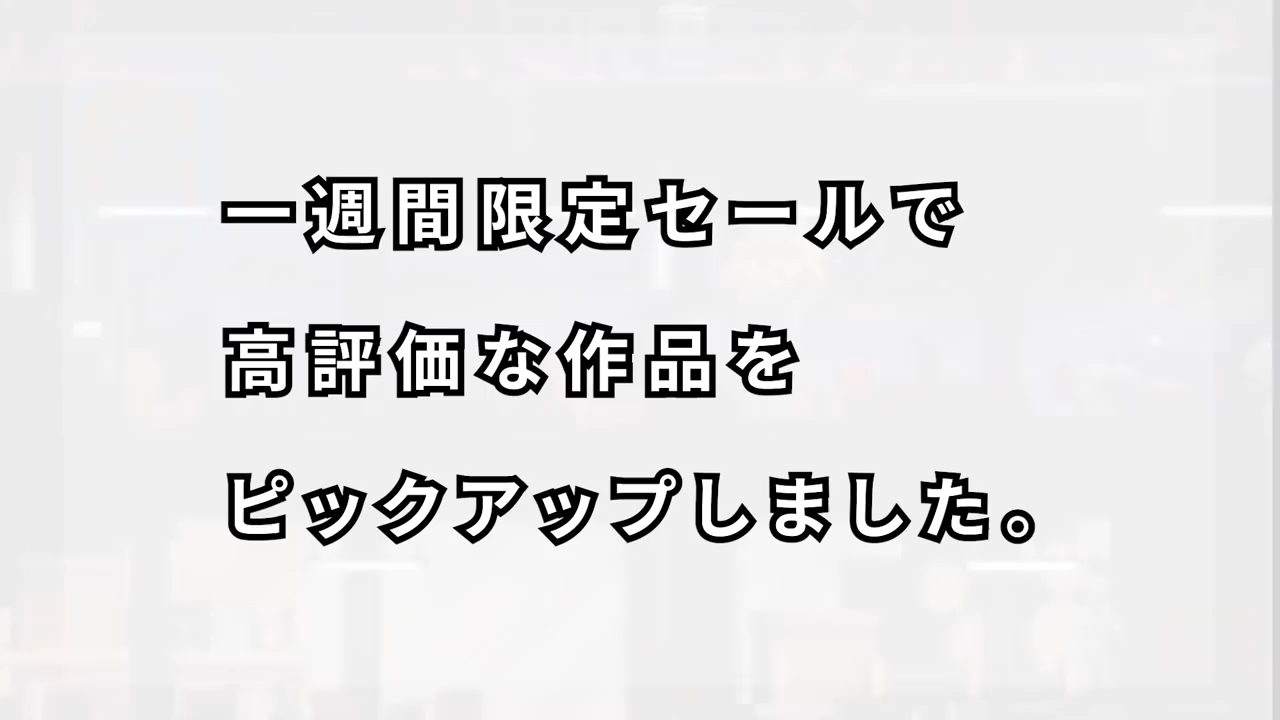 一週間限定セールで
高評価な作品を
ピックアップしました。